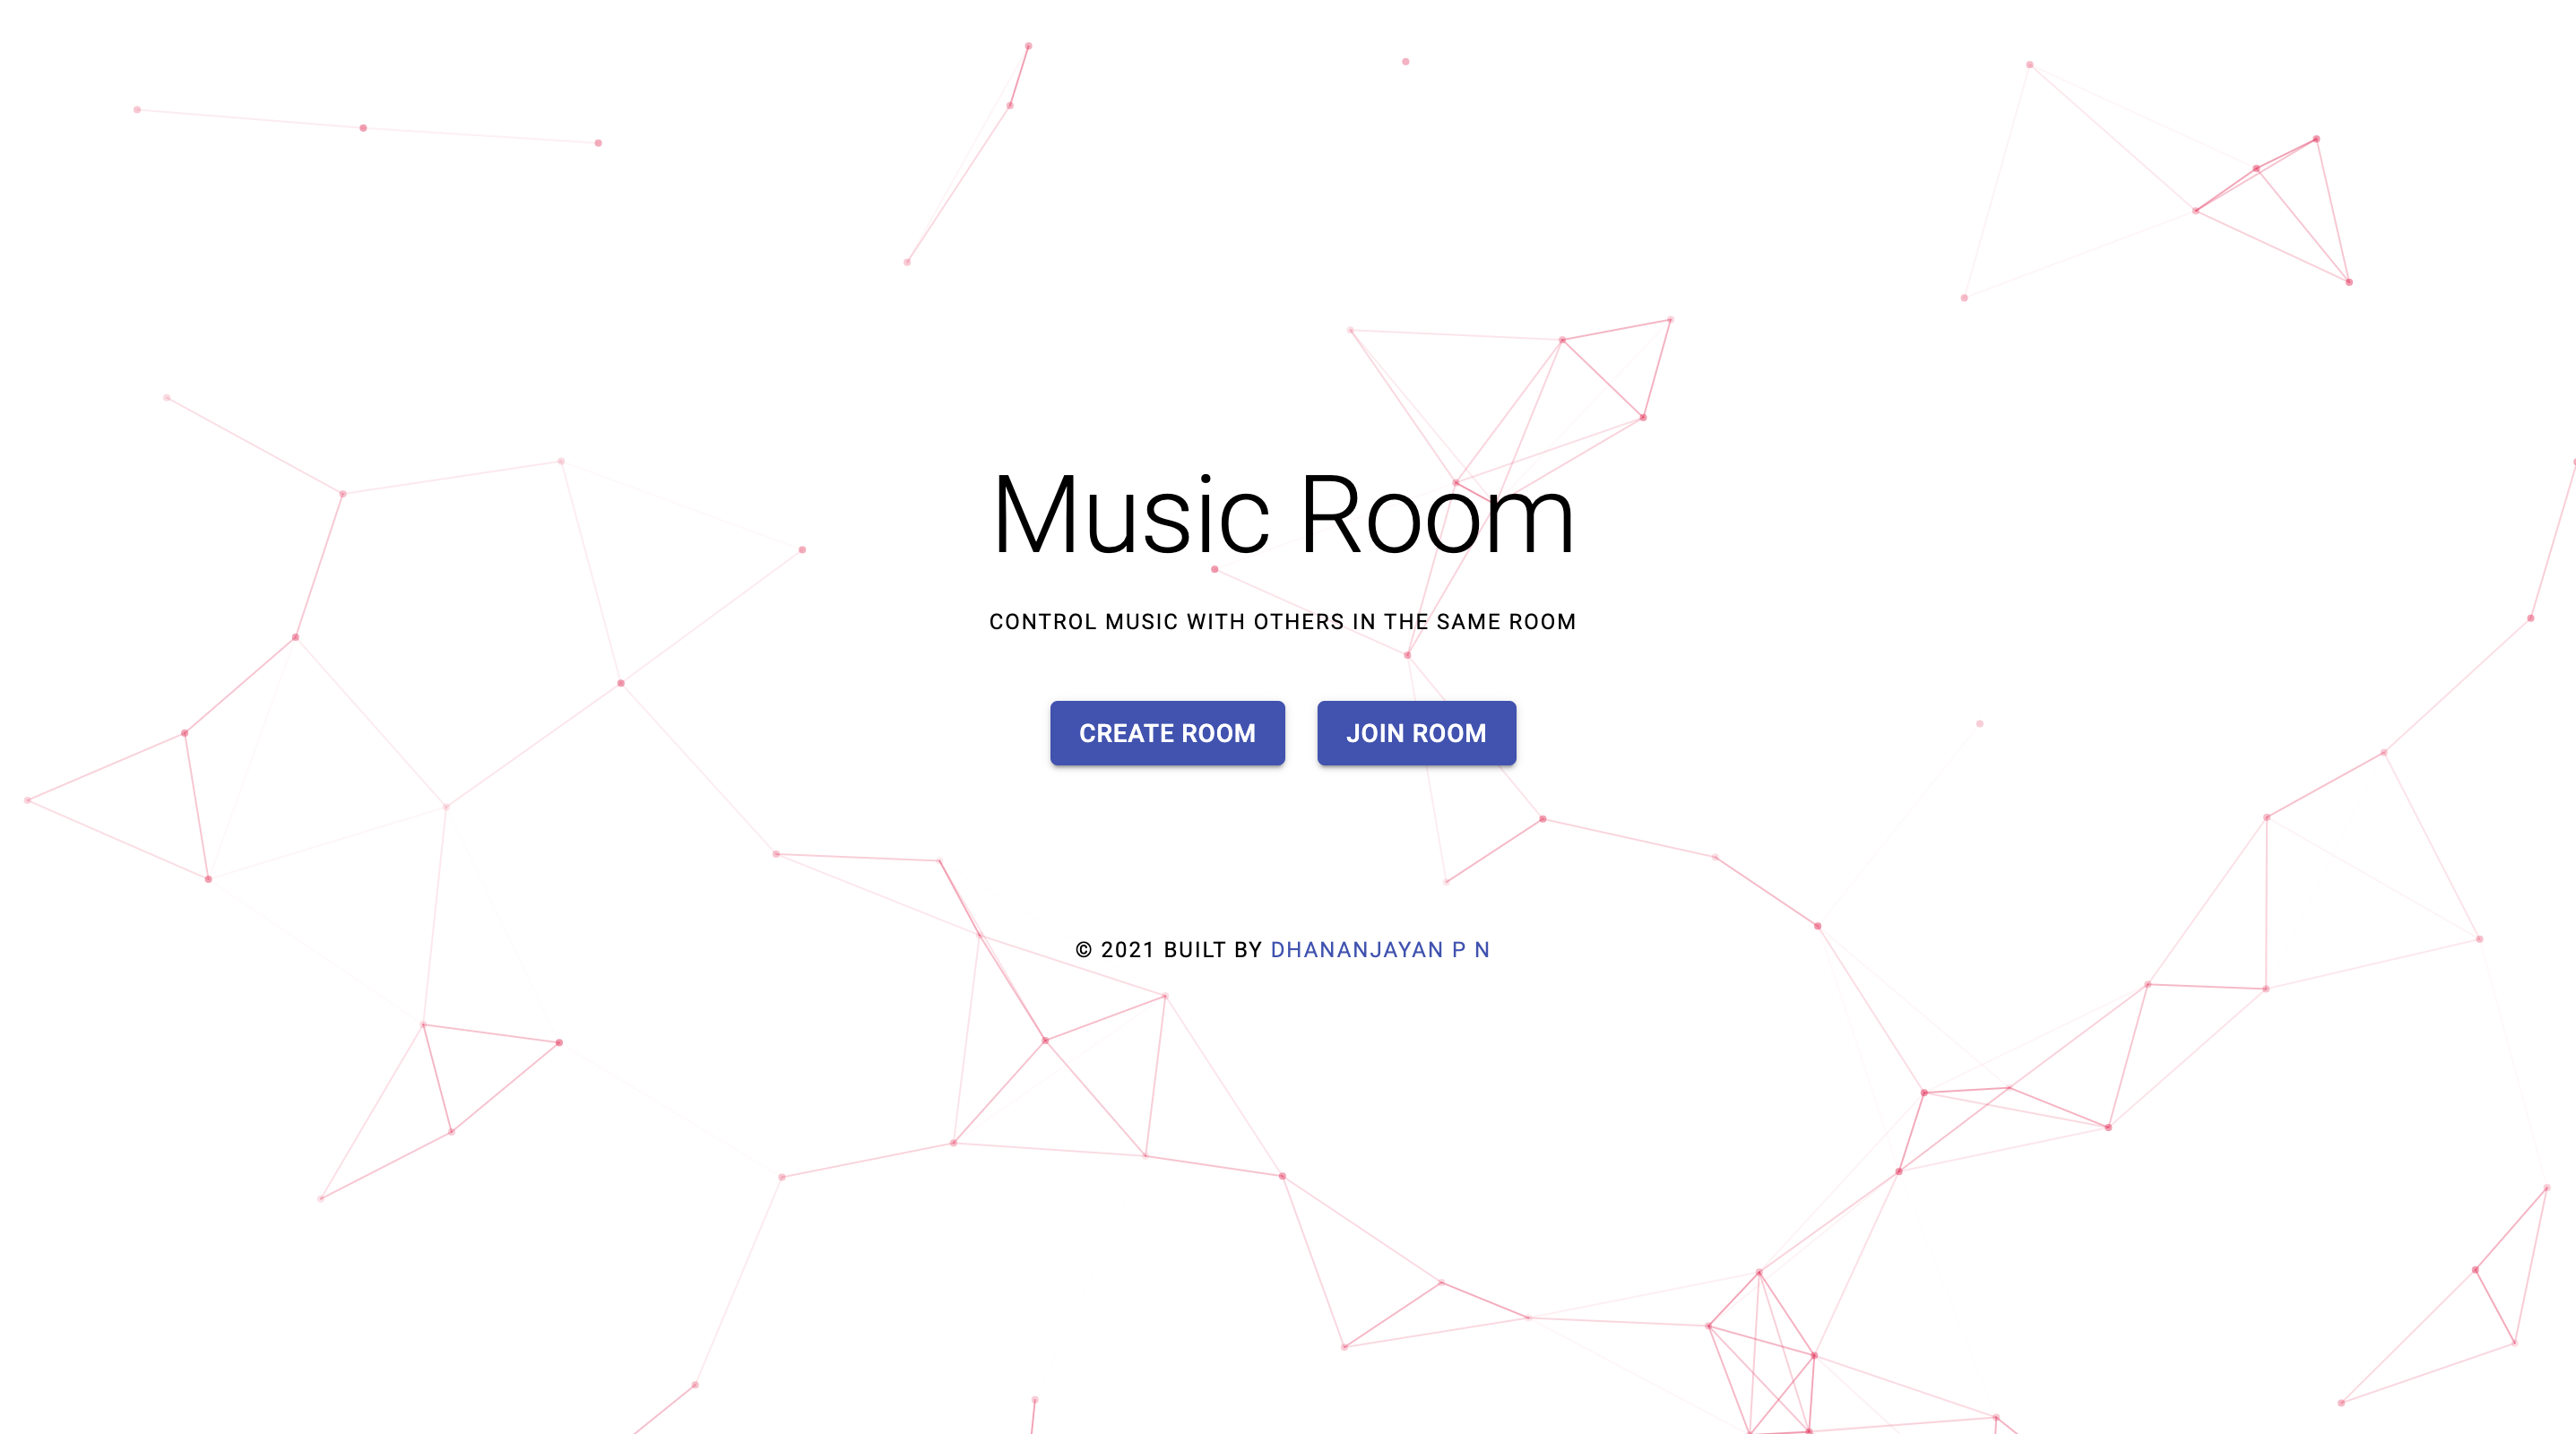 Music Room
CONTROL MUSIC WITH OTHERS IN THE SAME ROOM
CREATE ROOM JOIN ROOM
© 2021 BUILT BY DHANANJAYAN P N